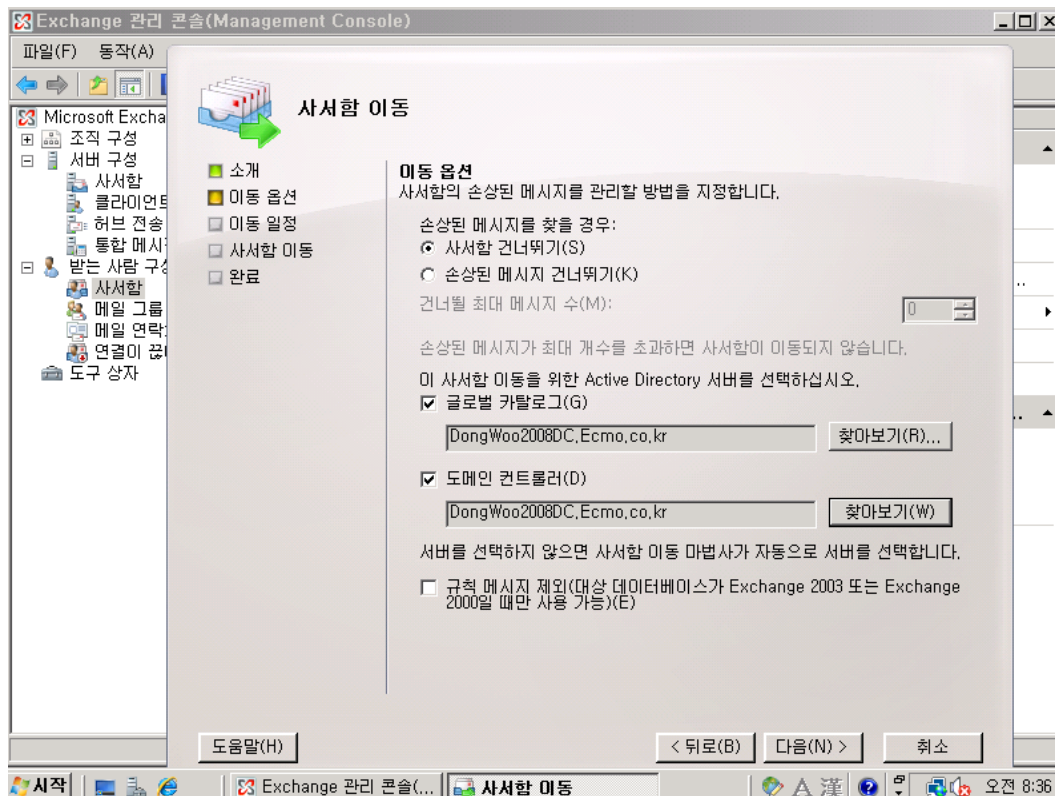 Exchange 관리 콘솔(Management Console)
파일(F) 동작(A)
Microsoft Excha
조직 구성
서버 구성
사서함
클라이언트
허브 전송
통합 메시
받는 사람 구성
사서함
메일 그룹
메일 연락
연결이 끊
도구 상자
사서함 이동
소개
이동 옵션
이동 일정
사서함 이동
완료
이동 옵션
사서함의 손상된 메시지를 관리할 방법을 지정합니다.
손상된 메시지를 찾을 경우:
사서함 건너뛰기(S)
손상된 메시지 건너뛰기(K)
건너뛸 최대 메시지 수(M):
0
손상된 메시지가 최대 개수를 초과하면 사서함이 이동되지 않습니다.
이 사서함 이동을 위한 Active Directory 서버를 선택하십시오.
글로벌 카탈로그(G)
DongWoo2008DC.Ecmo.co.kr 찾아보기(R)...
도메인 컨트롤러(D)
DongWoo2008DC.Ecmo.co.kr 찾아보기(W)
서버를 선택하지 않으면 사서함 이동 마법사가 자동으로 서버를 선택합니다.
규칙 메시지 제외(대상 데이터베이스가 Exchange 2003 또는 Exchange
2000일 때만 사용 가능)(E)
도움말(H) < 뒤로(B) 다음(N) > 취소
시작 Exchange 관리 콘솔(... 사서함 이동 A 漢 오전 8:36